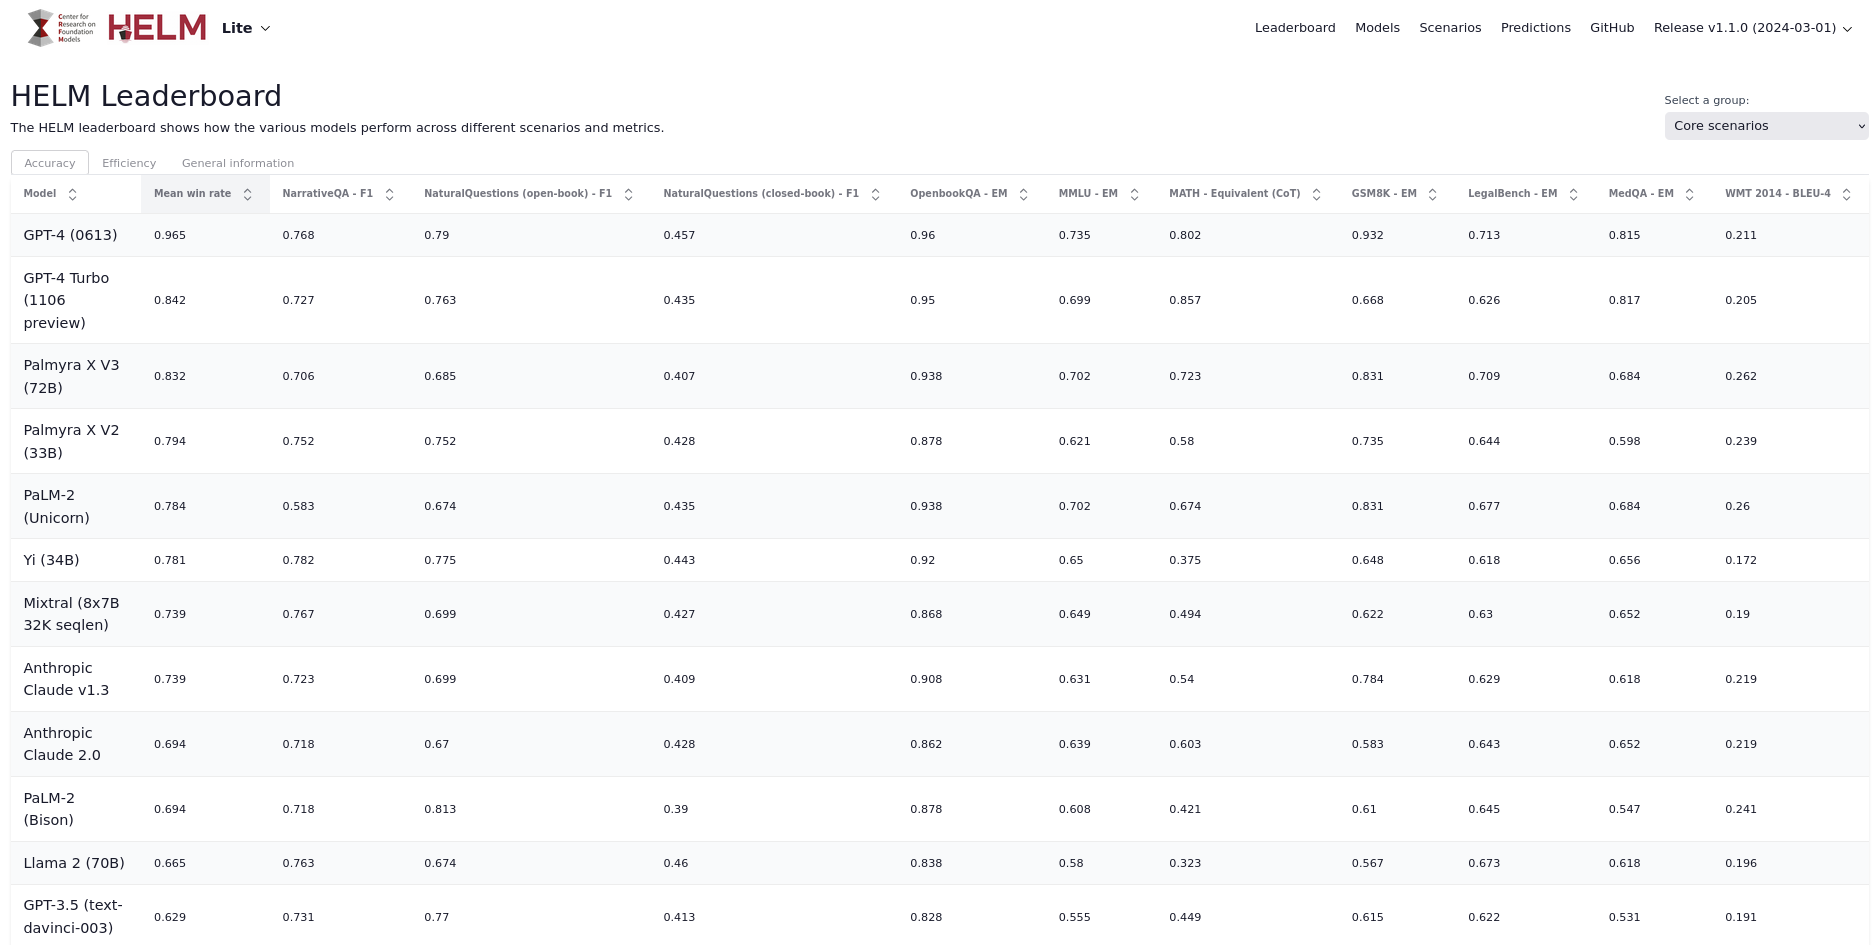 Center for
Research on
Foundation
Models
HELM
Lite
Leaderboard Models Scenarios Predictions GitHub Release v1.1.0 (2024-03-01)
HELM Leaderboard
The HELM leaderboard shows how the various models perform across different scenarios and metrics.
Select a group:
Core scenarios
Accuracy Efficiency General information
Model Mean win rate NarrativeQA - F1 NaturalQuestions (open-book) - F1 NaturalQuestions (closed-book) - F1 OpenbookQA - EM MMLU - EM MATH - Equivalent (CoT) GSM8K - EM LegalBench - EM MedQA - EM WMT 2014 - BLEU-4
GPT-4 (0613) 0.965 0.768 0.79 0.457 0.96 0.735 0.802 0.932 0.713 0.815 0.211
GPT-4 Turbo
(1106
preview) 0.842 0.727 0.763 0.435 0.95 0.699 0.857 0.668 0.626 0.817 0.205
Palmyra X V3
(72B) 0.832 0.706 0.685 0.407 0.938 0.702 0.723 0.831 0.709 0.684 0.262
Palmyra X V2
(33B) 0.794 0.752 0.752 0.428 0.878 0.621 0.58 0.735 0.644 0.598 0.239
PaLM-2
(Unicorn) 0.784 0.583 0.674 0.435 0.938 0.702 0.674 0.831 0.677 0.684 0.26
Yi (34B) 0.781 0.782 0.775 0.443 0.92 0.65 0.375 0.648 0.618 0.656 0.172
Mixtral (8x7B
32K seqlen) 0.739 0.767 0.699 0.427 0.868 0.649 0.494 0.622 0.63 0.652 0.19
Anthropic
Claude v1.3 0.739 0.723 0.699 0.409 0.908 0.631 0.54 0.784 0.629 0.618 0.219
Anthropic
Claude 2.0 0.694 0.718 0.67 0.428 0.862 0.639 0.603 0.583 0.643 0.652 0.219
PaLM-2
(Bison) 0.694 0.718 0.813 0.39 0.878 0.608 0.421 0.61 0.645 0.547 0.241
Llama 2 (70B) 0.665 0.763 0.674 0.46 0.838 0.58 0.323 0.567 0.673 0.618 0.196
GPT-3.5 (text-
davinci-003) 0.629 0.731 0.77 0.413 0.828 0.555 0.449 0.615 0.622 0.531 0.191